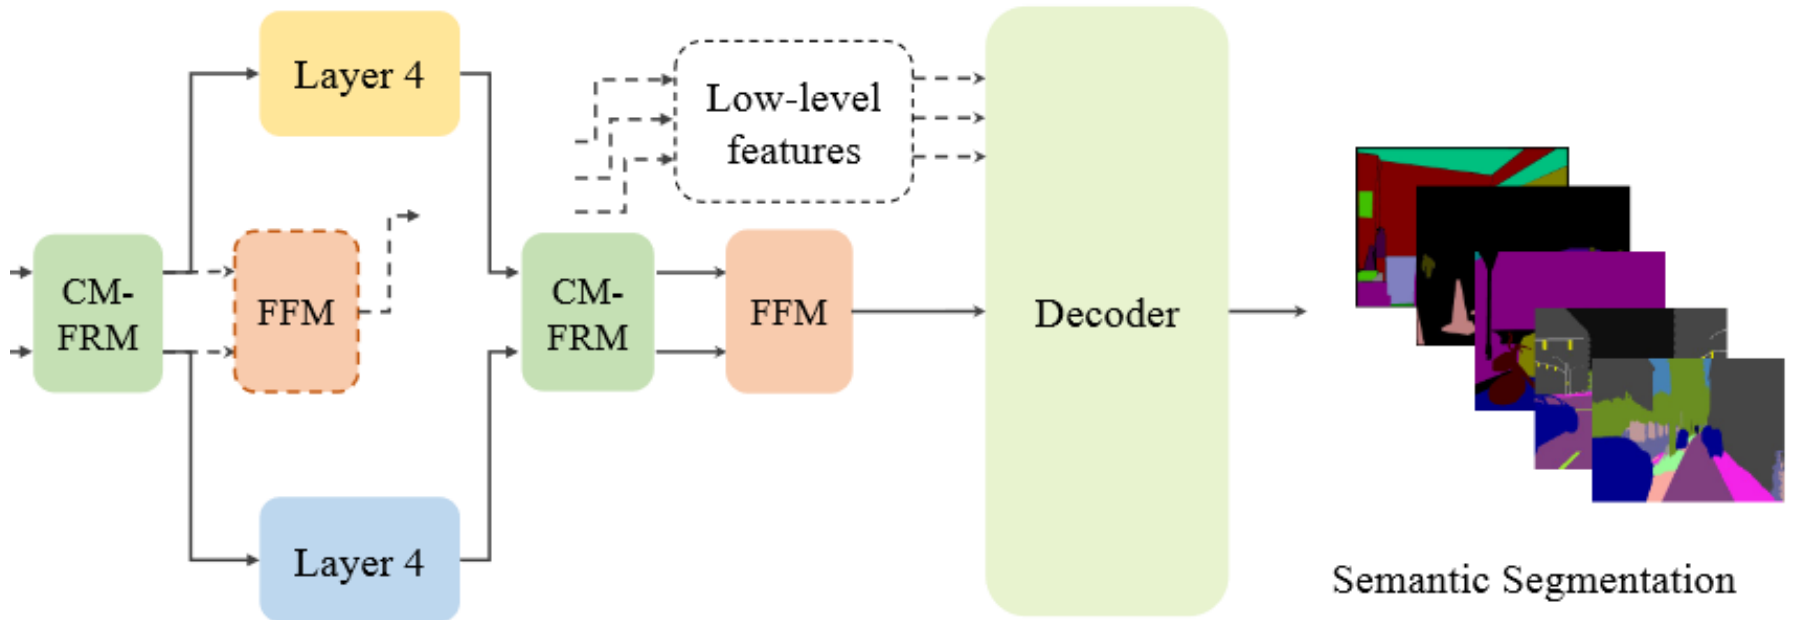 Layer 4
Low-level
features
CM-
FRM
FFM
CM-
FRM
FFM
Decoder
Layer 4
Semantic Segmentation